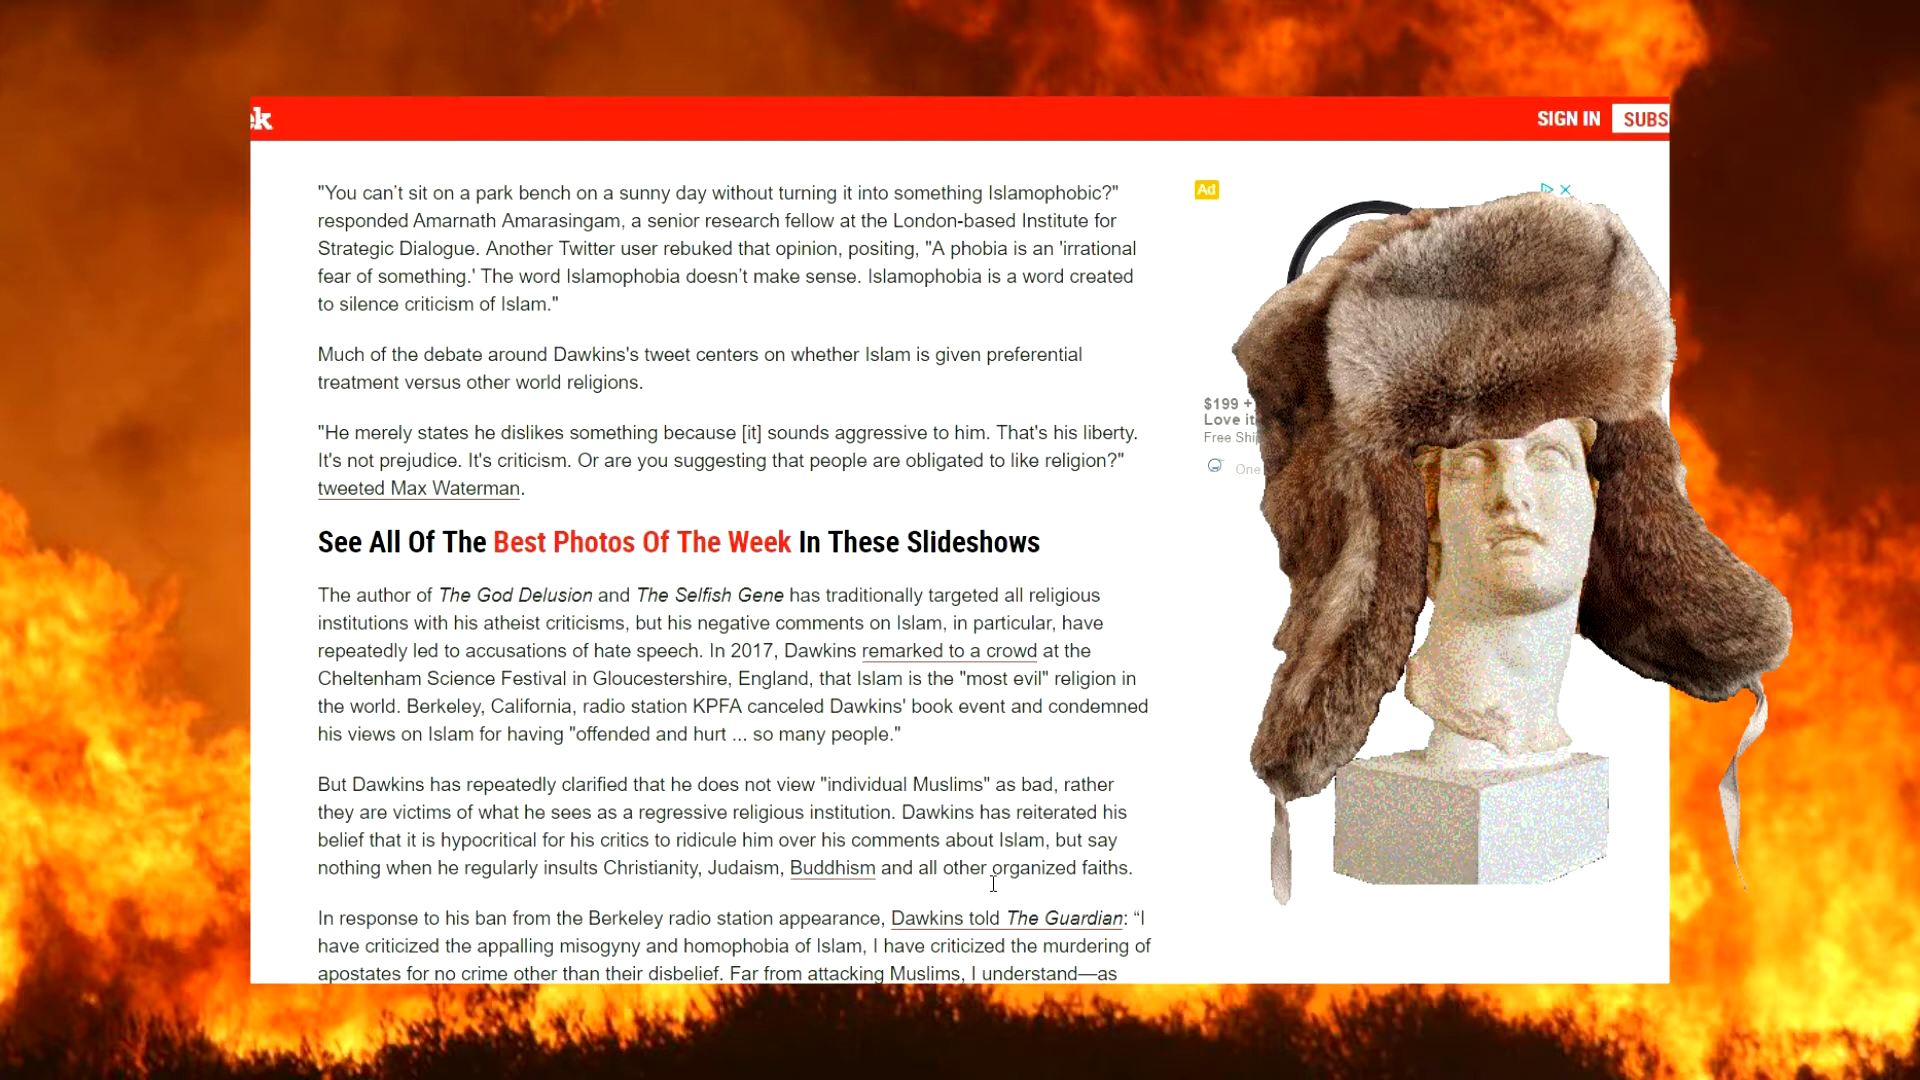 ek
SIGN IN
SUBS
Ad
"You can't sit on a park bench on a sunny day without turning it into something Islamophobic?"
responded Amarnath Amarasingam, a senior research fellow at the London-based Institute for
Strategic Dialogue. Another Twitter user rebuked that opinion, positing, "A phobia is an 'irrational
fear of something.' The word Islamophobia doesn't make sense. Islamophobia is a word created
to silence criticism of Islam."
Much of the debate around Dawkins's tweet centers on whether Islam is given preferential
treatment versus other world religions.
"He merely states he dislikes something because [it] sounds aggressive to him. That's his liberty.
It's not prejudice. It's criticism. Or are you suggesting that people are obligated to like religion?"
tweeted Max Waterman.
$199 +
Love it
Free Ship
One
See All Of The Best Photos Of The Week In These Slideshows
The author of The God Delusion and The Selfish Gene has traditionally targeted all religious
institutions with his atheist criticisms, but his negative comments on Islam, in particular, have
repeatedly led to accusations of hate speech. In 2017, Dawkins remarked to a crowd at the
Cheltenham Science Festival in Gloucestershire, England, that Islam is the "most evil" religion in
the world. Berkeley, California, radio station KPFA canceled Dawkins' book event and condemned
his views on Islam for having "offended and hurt ... so many people."
But Dawkins has repeatedly clarified that he does not view "individual Muslims" as bad, rather
they are victims of what he sees as a regressive religious institution. Dawkins has reiterated his
belief that it is hypocritical for his critics to ridicule him over his comments about Islam, but say
nothing when he regularly insults Christianity, Judaism, Buddhism and all other organized faiths.
In response to his ban from the Berkeley radio station appearance, Dawkins told The Guardian: “I
have criticized the appalling misogyny and homophobia of Islam, I have criticized the murdering of
apostates for no crime other than their disbelief. Far from attacking Muslims, I understand—as